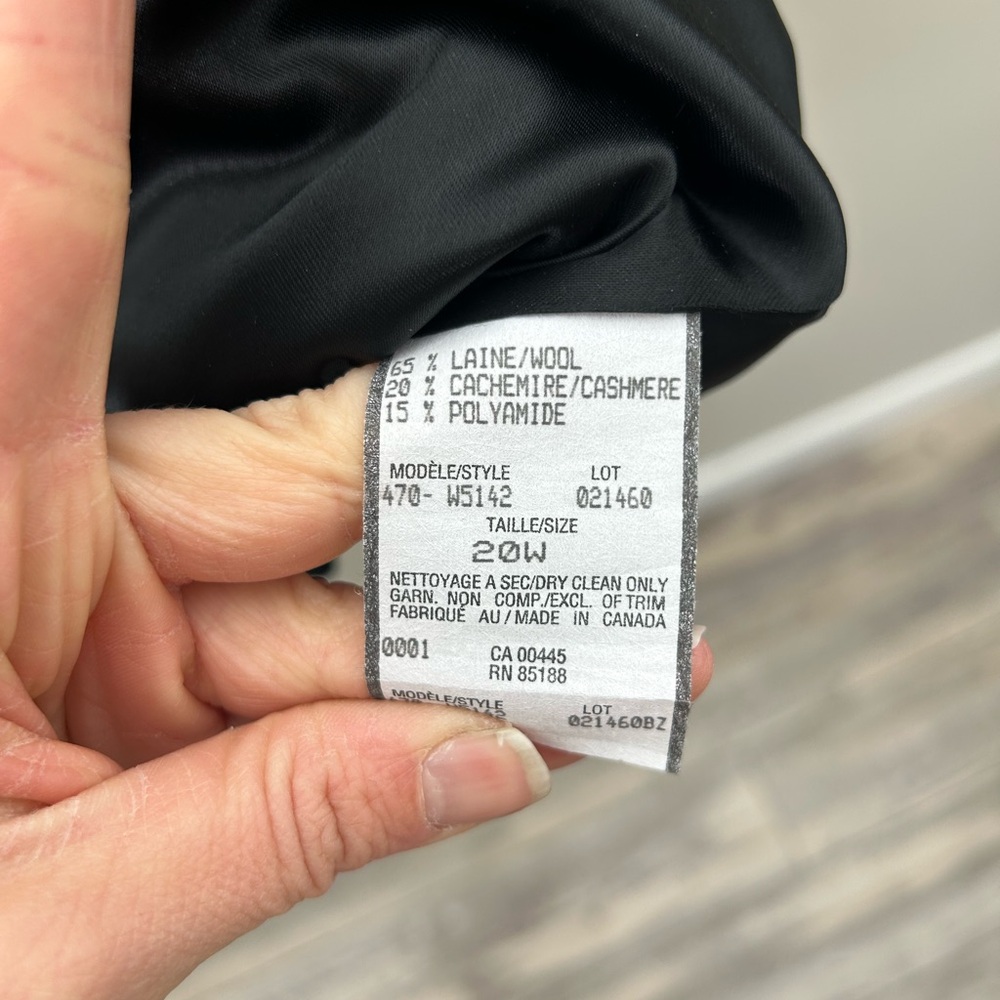 65 % LAINE/WOOL
20 % CACHEMIRE/CASHMERE
15 % POLYAMIDE
MODÈLE/STYLE LOT
470- W5142 021460
TAILLE/SIZE
20W
NETTOYAGE A SEC/DRY CLEAN ONLY
GARN. NON COMP./EXCL. OF TRIM
FABRIQUÉ AU/MADE IN CANADA
0001 CA 00445
RN 85188
MODÈLE/STYLE LOT
021460BZ